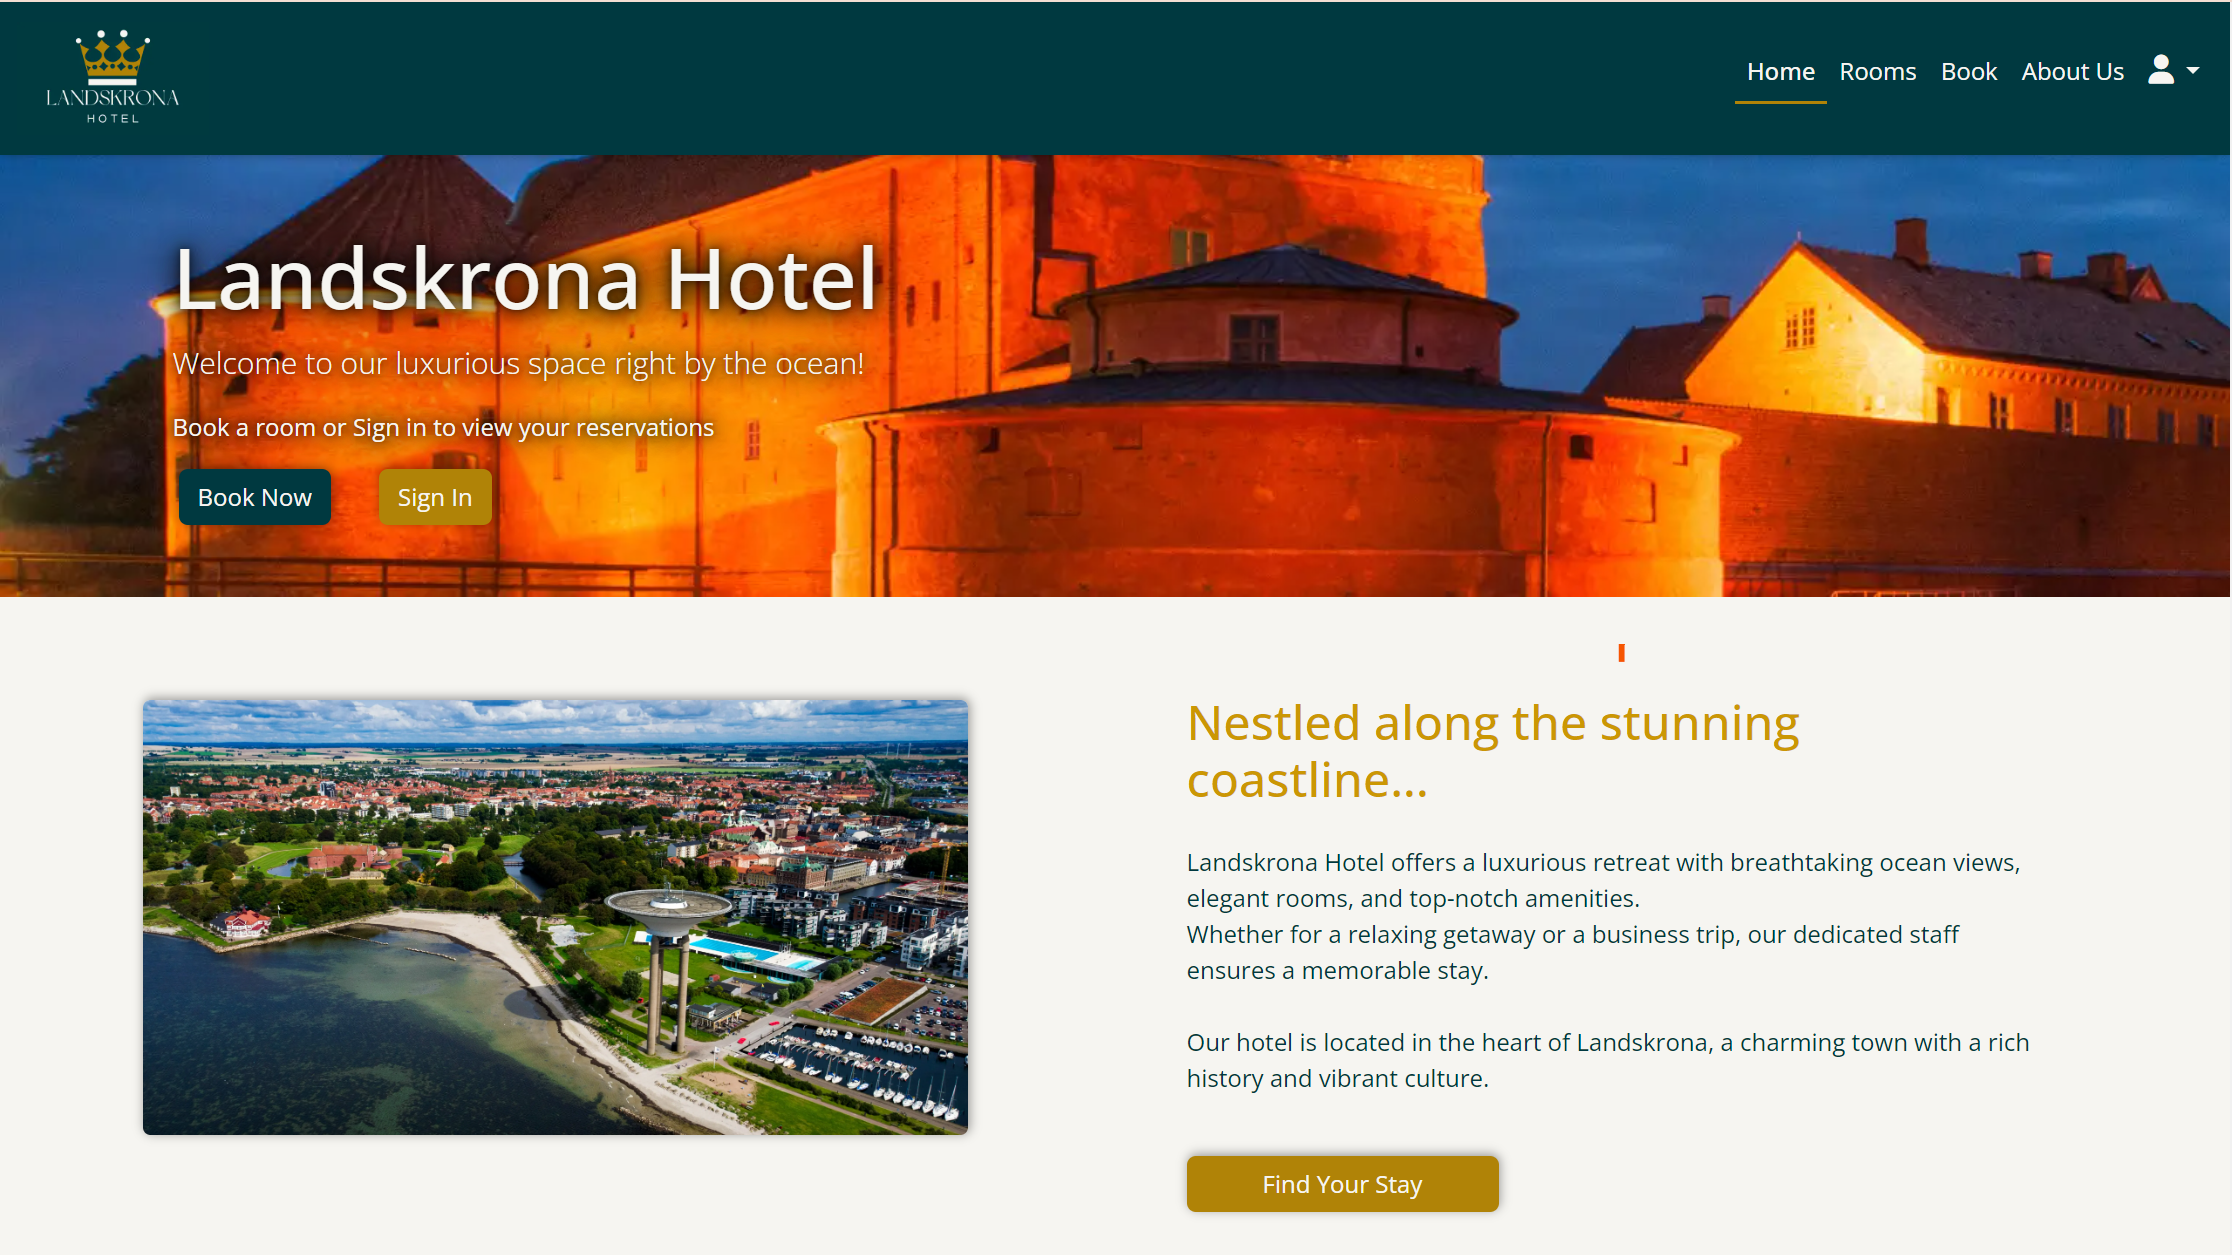 LANDSKRONA
HOTEL
Home Rooms Book About Us
Landskrona Hotel
Welcome to our luxurious space right by the ocean!
Book a room or Sign in to view your reservations
Book Now Sign In
Nestled along the stunning
coastline...
Landskrona Hotel offers a luxurious retreat with breathtaking ocean views,
elegant rooms, and top-notch amenities.
Whether for a relaxing getaway or a business trip, our dedicated staff
ensures a memorable stay.
Our hotel is located in the heart of Landskrona, a charming town with a rich
history and vibrant culture.
Find Your Stay